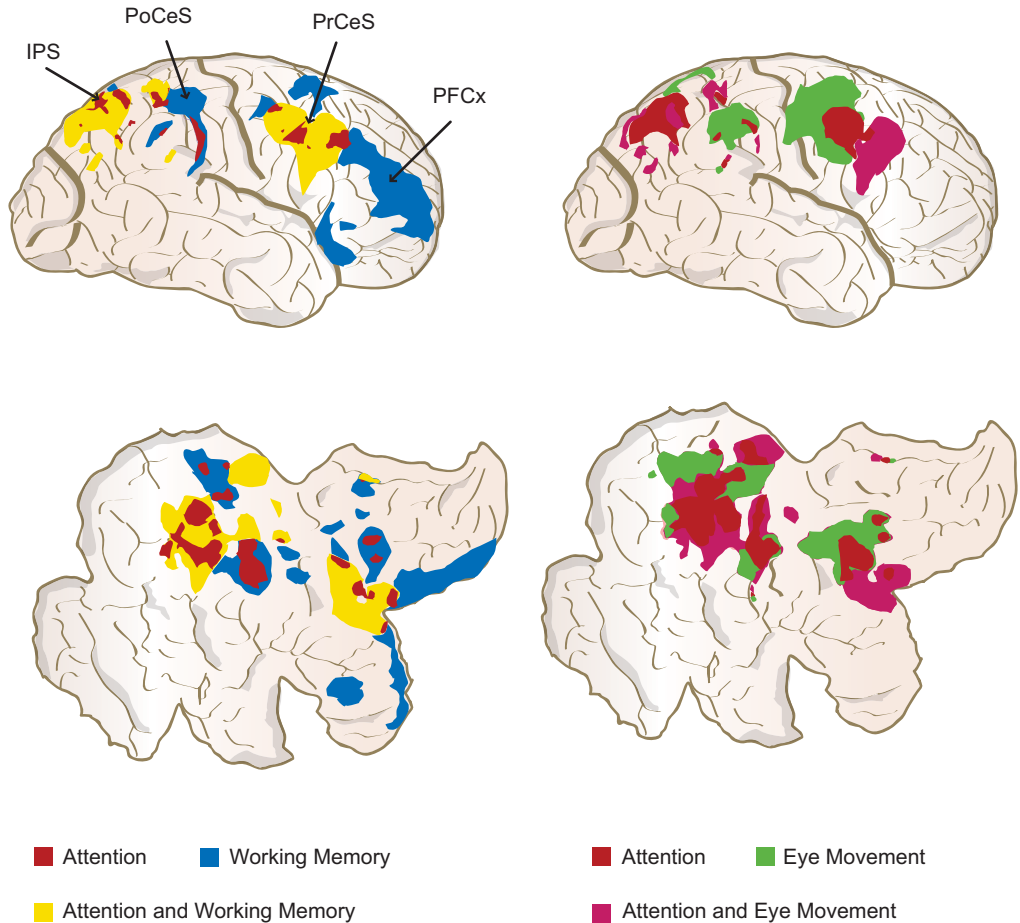 PoCeS
PrCeS
IPS
PFCx
Attention
Working Memory
Attention and Working Memory
Attention
Eye Movement
Attention and Eye Movement